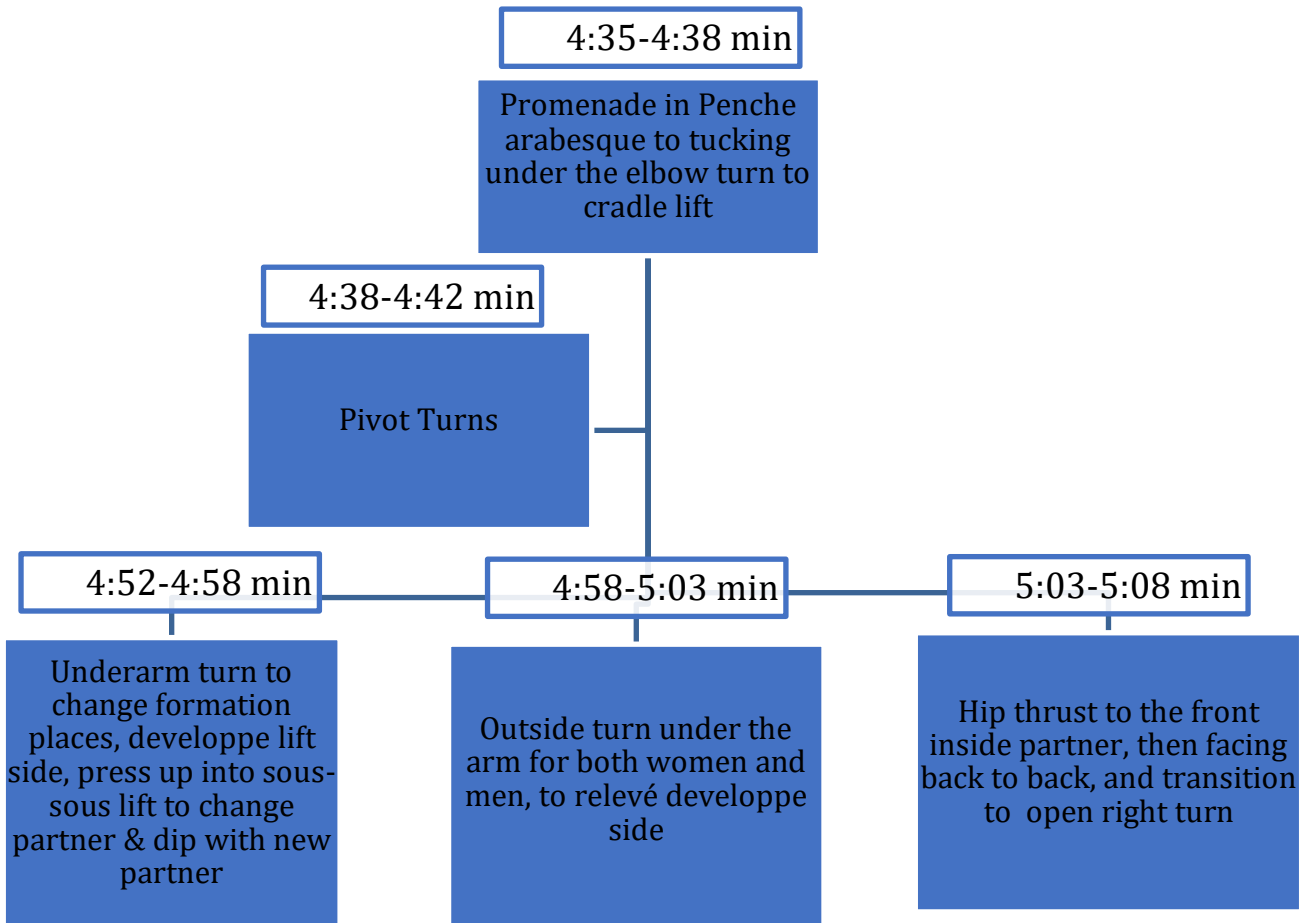 4:35-4:38 min
Promenade in Penche
arabesque to tucking
under the elbow turn to
cradle lift
4:38-4:42 min
Pivot Turns
4:52-4:58 min
Underarm turn to
change formation
places, developpe lift
side, press up into sous-
sous lift to change
partner & dip with new
partner
4:58-5:03 min
Outside turn under the
arm for both women and
men, to relevé developpe
side
5:03-5:08 min
Hip thrust to the front
inside partner, then facing
back to back, and transition
to open right turn